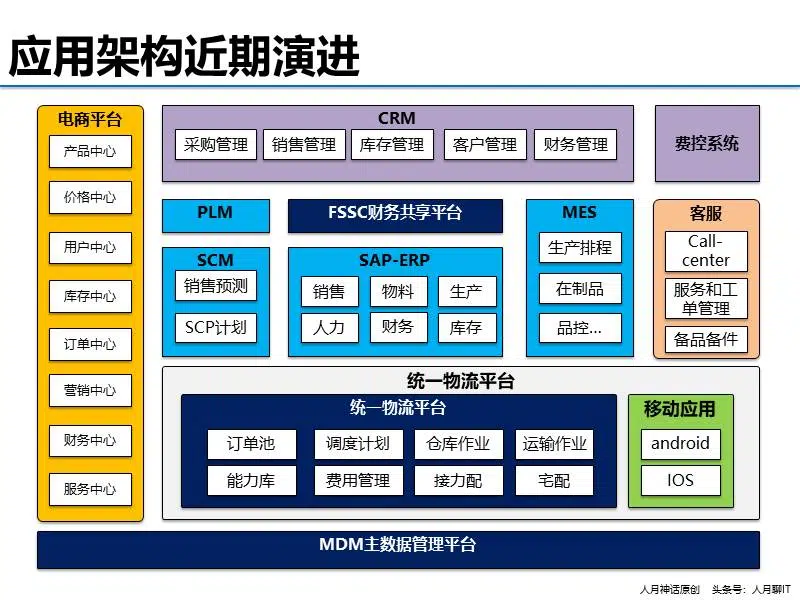 应用架构近期演进
电商平台
产品中心
价格中心
用户中心
库存中心
订单中心
营销中心
财务中心
服务中心
CRM
采购管理
销售管理
库存管理
客户管理
财务管理
费控系统
PLM
FSSC财务共享平台
SCM
销售预测
SCP计划
SAP-ERP
销售
物料
生产
人力
财务
库存
MES
生产排程
在制品
品控...
客服
Call-
center
服务和工
单管理
备品备件
统一物流平台
统一物流平台
订单池
调度计划
仓库作业
运输作业
能力库
费用管理
接力配
宅配
移动应用
android
IOS
MDM主数据管理平台
人月神话原创 头条号：人月聊IT